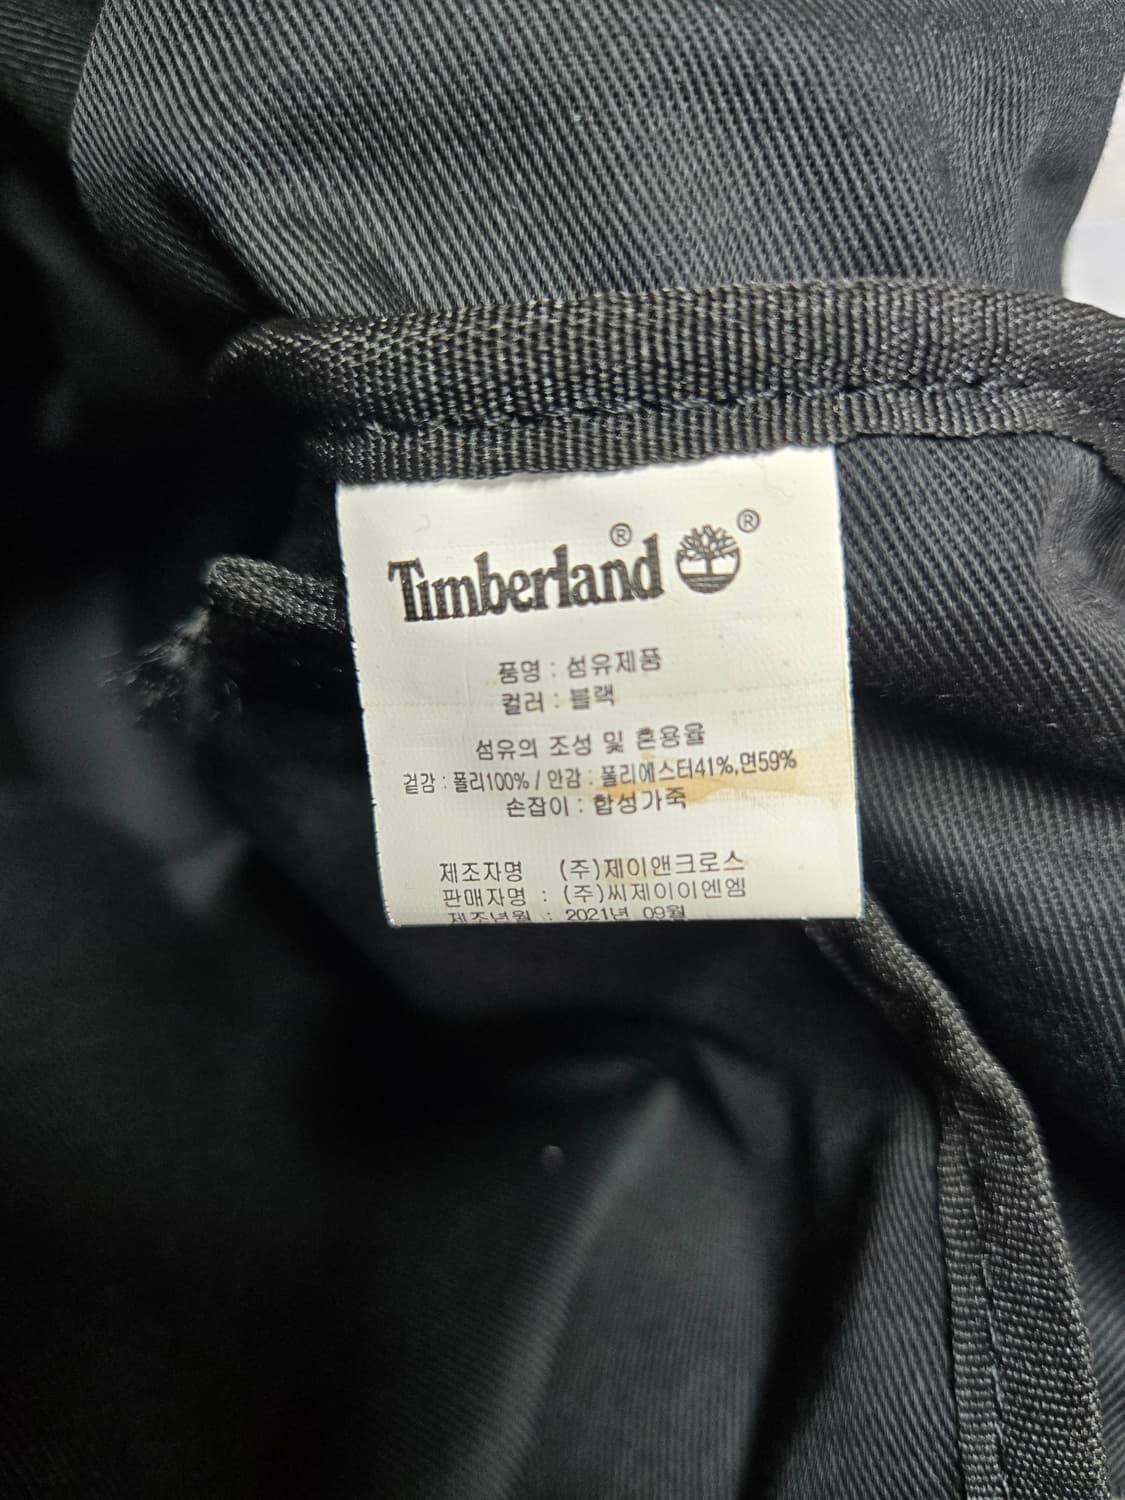 Timberland® ®
품명 : 섬유제품
컬러 : 블랙
섬유의 조성 및 혼용율
겉감 : 폴리100% / 안감 : 폴리에스터41%,면59%
손잡이 : 합성가죽
제조자명 (주)제이앤크로스
판매자명 : (주)씨제이이엔엠
제조년월 : 2021년 09월